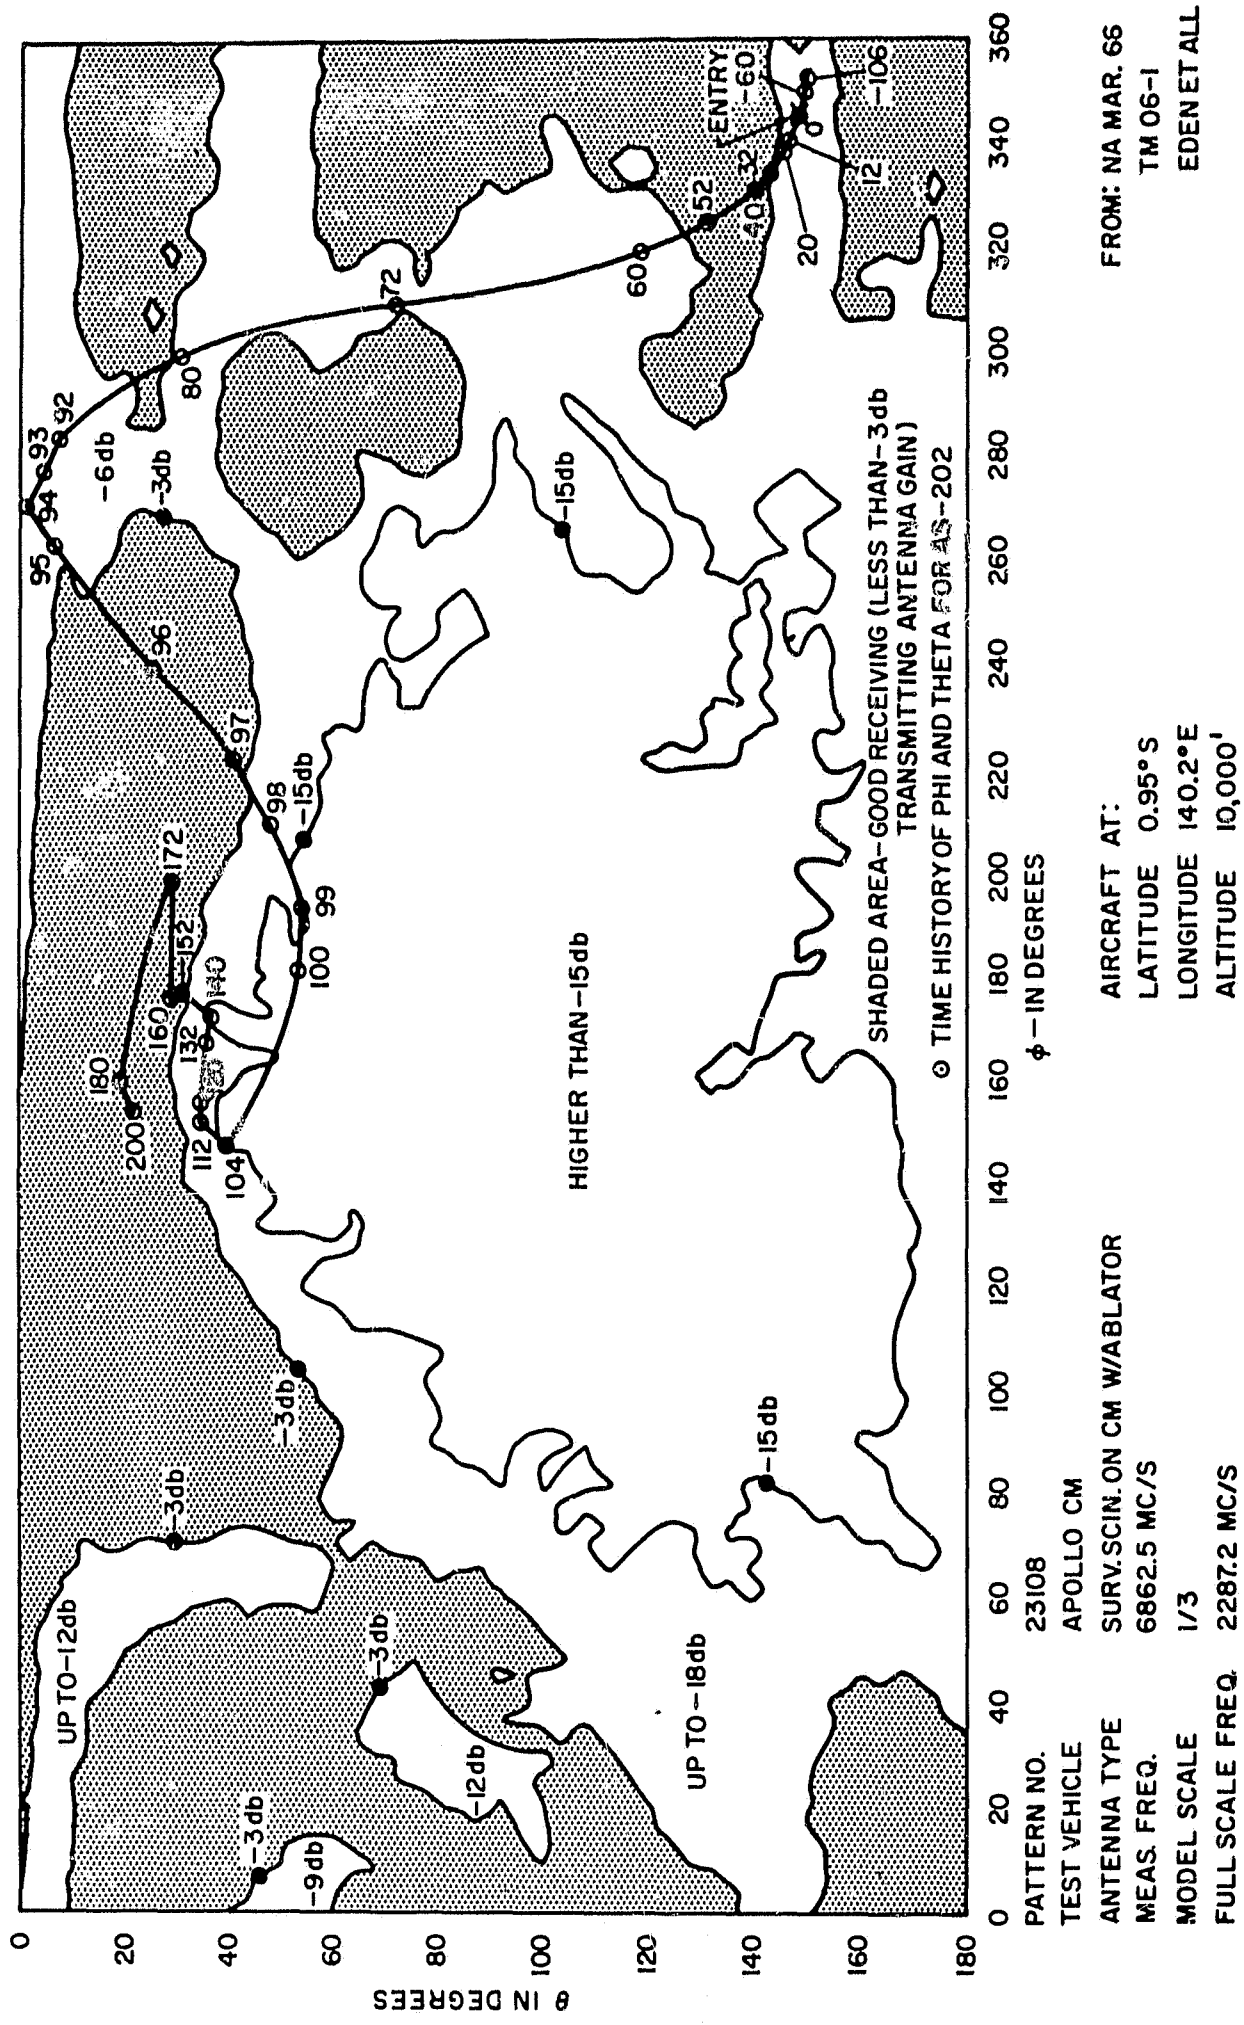 θ IN DEGREES
0
20
40
60
80
100
120
140
160
180
0
20
40
60
80
100
120
140
160
180
200
220
240
260
280
300
320
340
360
φ—IN DEGREES
UP TO-12db
-3db
-3db
-9db
-3db
-12db
-3db
UP TO-18db
-15db
HIGHER THAN-15db
-15db
-15db
-3db
-6db
ENTRY
-60
-106
0
12
20
32
40
52
60
72
80
92
93
94
95
96
97
98
99
100
104
112
132
140
152
160
172
180
200
SHADED AREA-GOOD RECEIVING (LESS THAN-3db
TRANSMITTING ANTENNA GAIN)
⊙ TIME HISTORY OF PHI AND THETA FOR AS-202
PATTERN NO. 23108
TEST VEHICLE APOLLO CM
ANTENNA TYPE SURV. SCIN. ON CM W/ABLATOR
MEAS. FREQ. 6862.5 MC/S
MODEL SCALE 1/3
FULL SCALE FREQ. 2287.2 MC/S
AIRCRAFT AT:
LATITUDE 0.95° S
LONGITUDE 140.2° E
ALTITUDE 10,000'
FROM: NA MAR. 66
TM 06-1
EDEN ET ALL